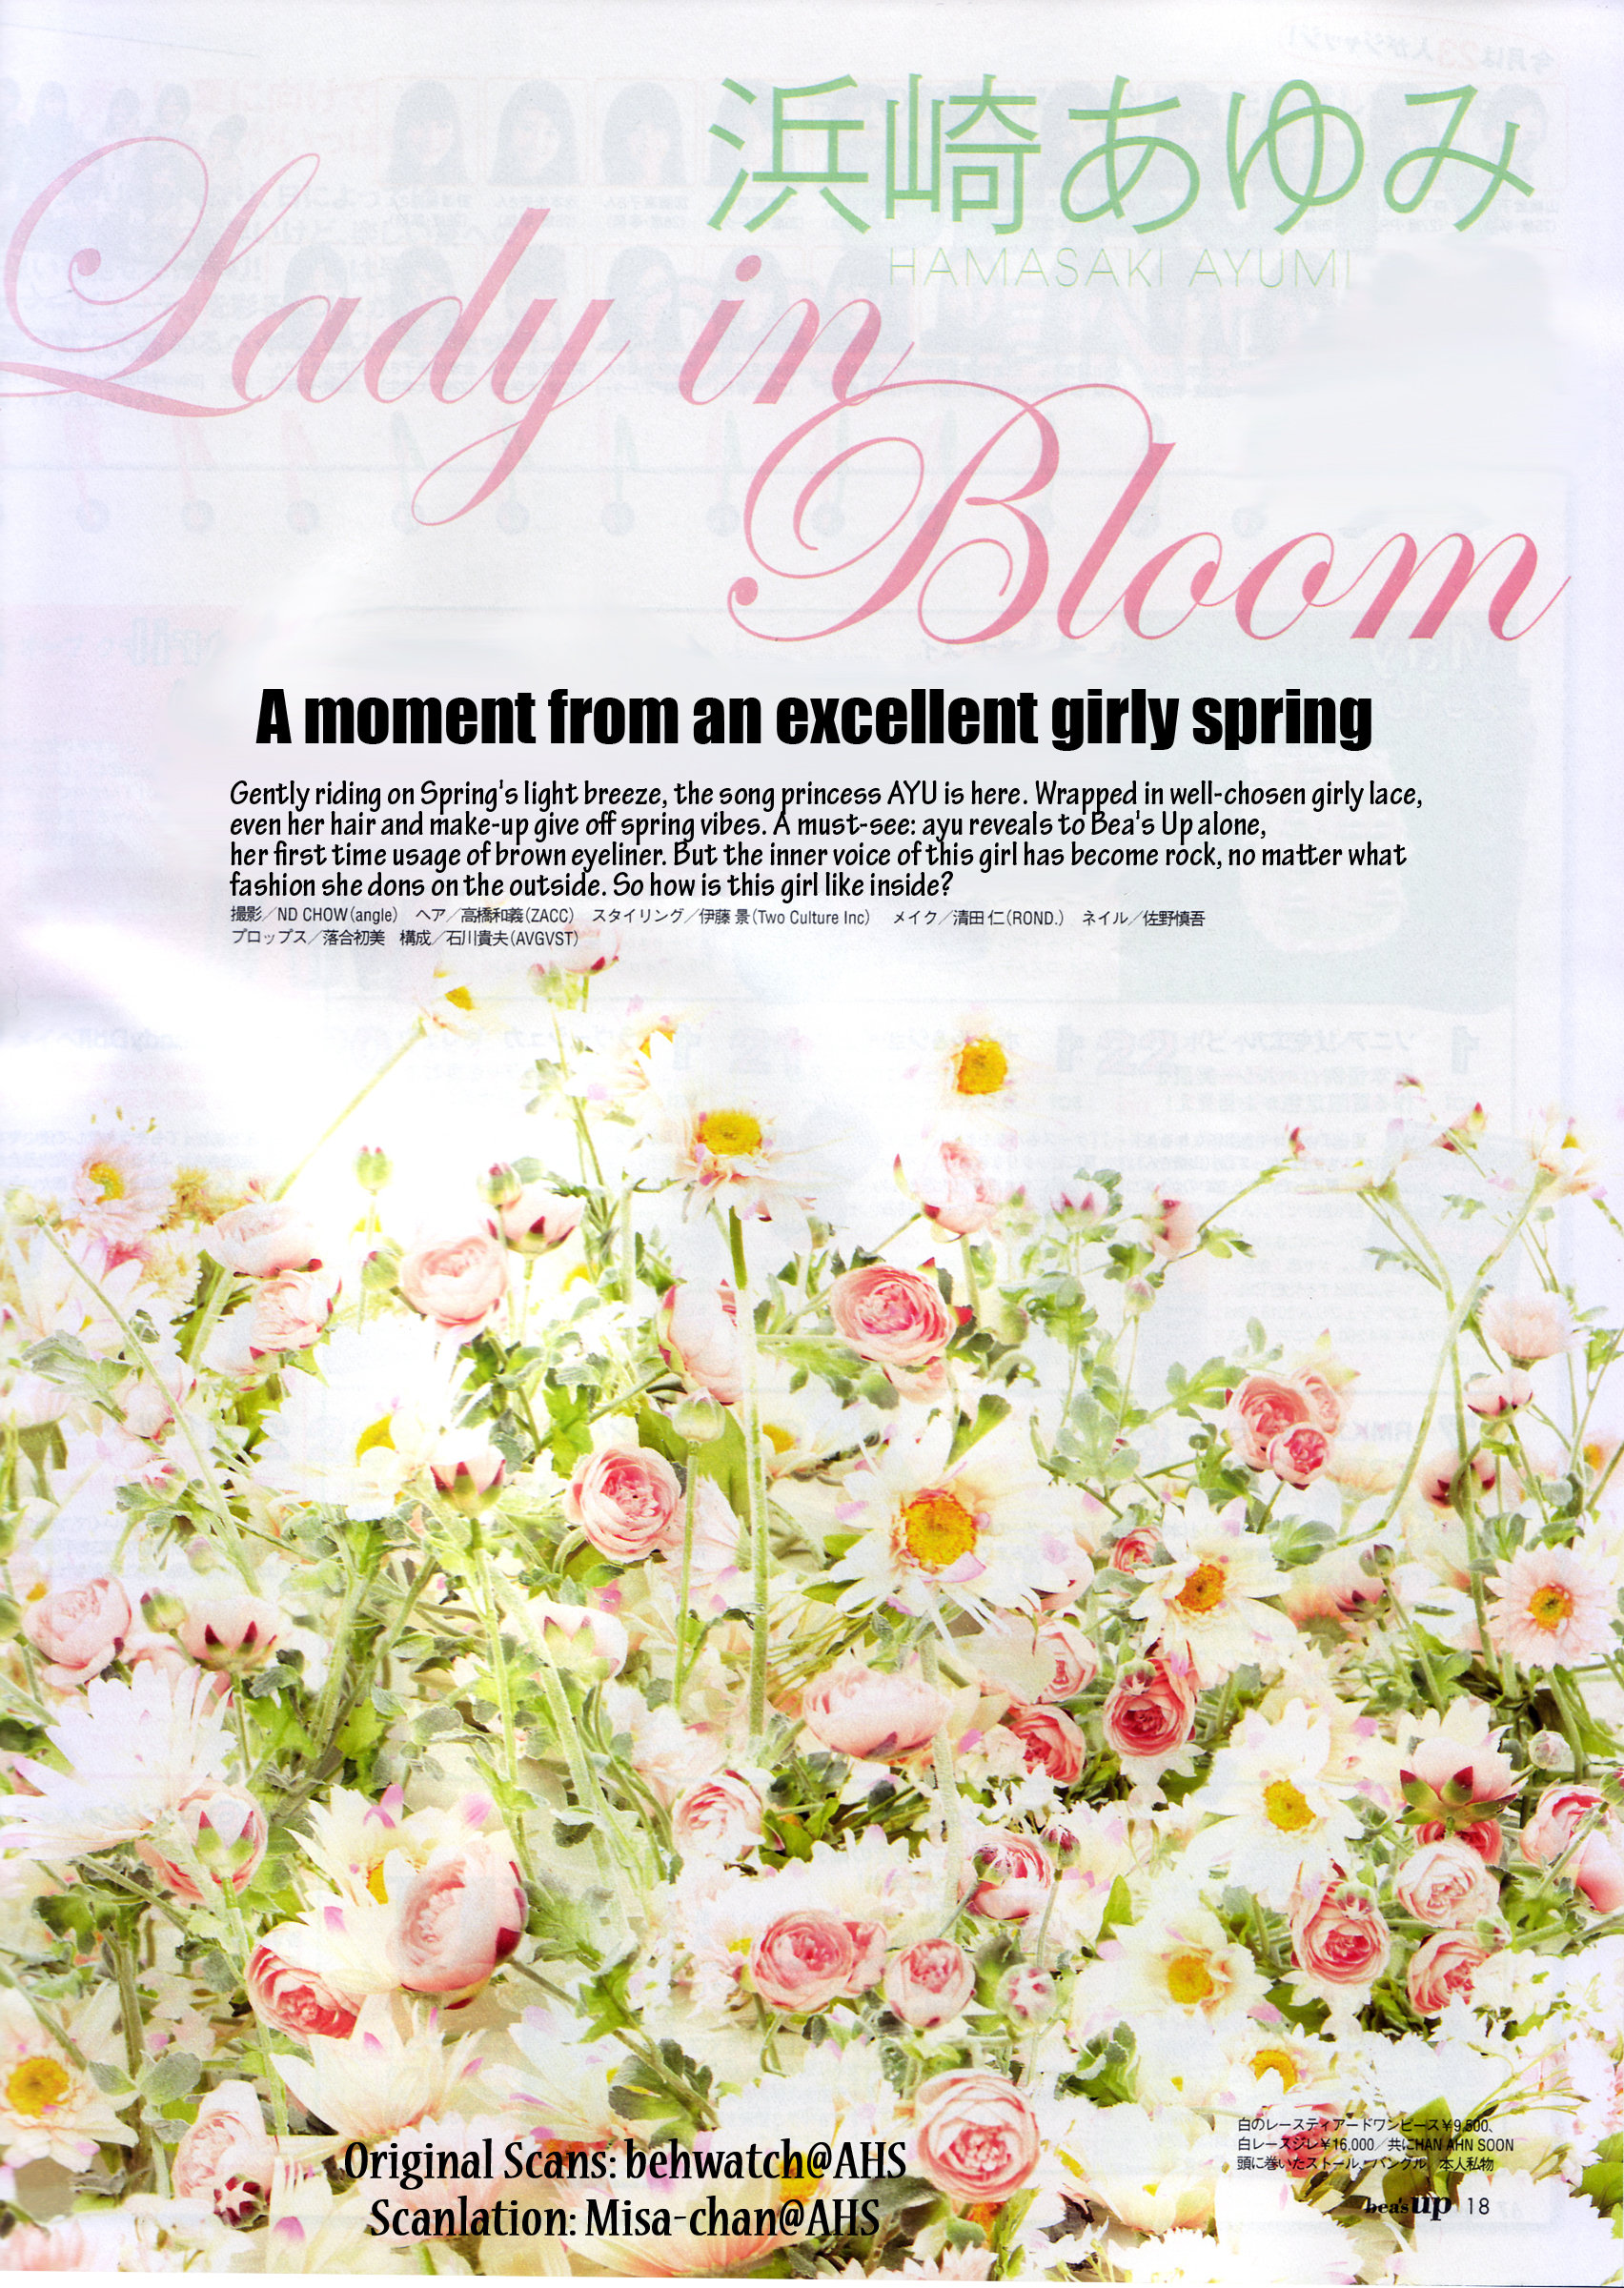 浜崎あゆみ
HAMASAKI AYUMI
Lady in
Bloom
A moment from an excellent girly spring
Gently riding on Spring's light breeze, the song princess AYU is here. Wrapped in well-chosen girly lace,
even her hair and make-up give off spring vibes. A must-see: ayu reveals to Bea's Up alone,
her first time usage of brown eyeliner. But the inner voice of this girl has become rock, no matter what
fashion she dons on the outside. So how is this girl like inside?
撮影／ND CHOW（angle）　ヘア／高橋和義（ZACC）　スタイリング／伊藤 景（Two Culture Inc）　メイク／清田 仁（ROND.）　ネイル／佐野慎吾
プロップス／落合初美　構成／石川貴夫（AVGVST）
白のレースティアードワンピース￥9,500、
白レースジレ￥16,000／共にHAN AHN SOON
頭に巻いたストール、バングル／本人私物
Original Scans: behwatch@AHS
Scanlation: Misa-chan@AHS
bea's up 18